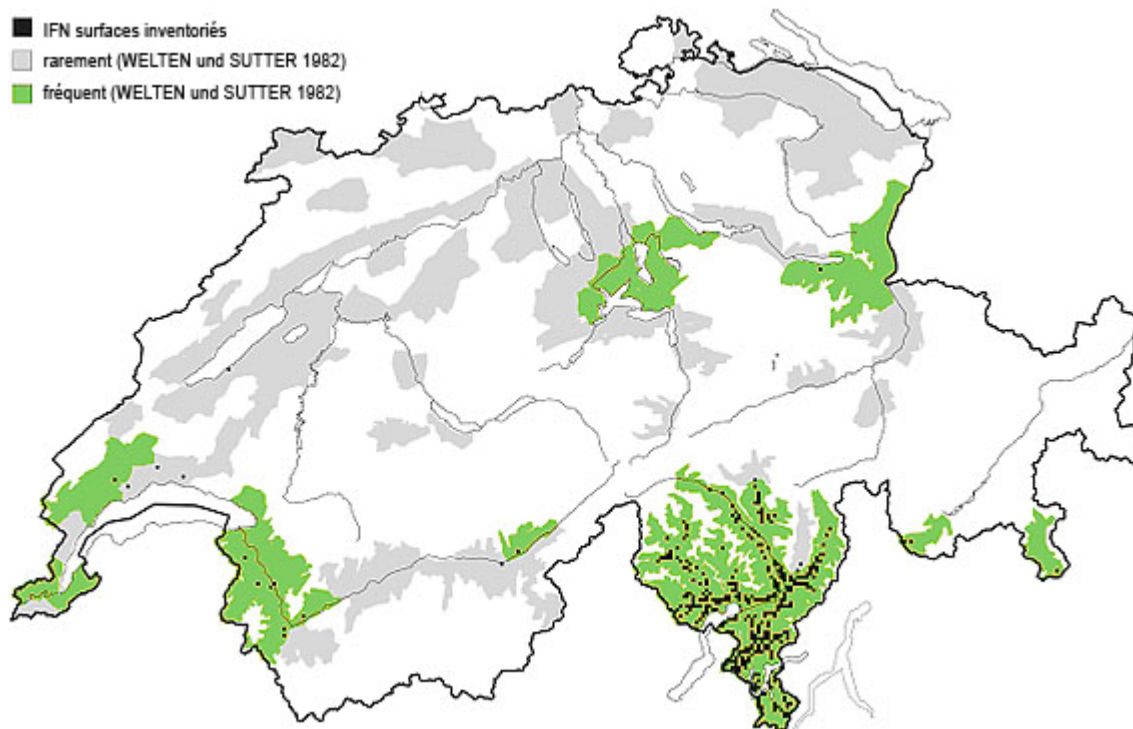 IFN surfaces inventoriés
rarement (WELTEN und SUTTER 1982)
fréquent (WELTEN und SUTTER 1982)